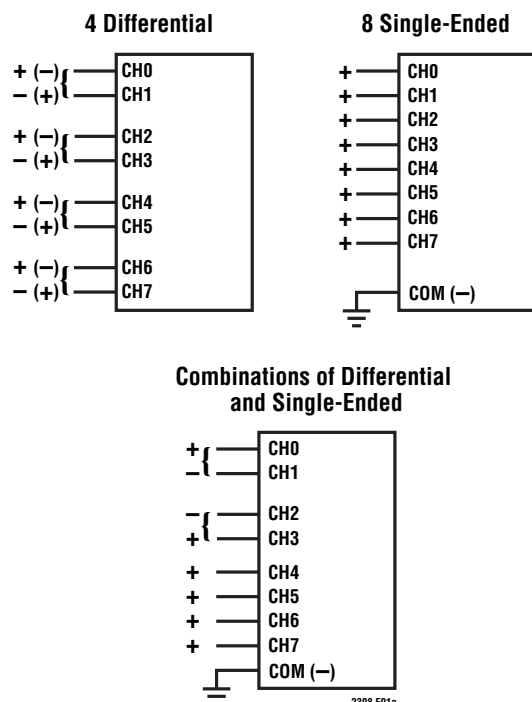 4 Differential
+ (−) { CH0
− (+) CH1
+ (−) { CH2
− (+) CH3
+ (−) { CH4
− (+) CH5
+ (−) { CH6
− (+) CH7
8 Single-Ended
+ CH0
+ CH1
+ CH2
+ CH3
+ CH4
+ CH5
+ CH6
+ CH7
COM (−)
Combinations of Differential
and Single-Ended
+ { CH0
− CH1
− { CH2
+ CH3
+ CH4
+ CH5
+ CH6
+ CH7
COM (−)